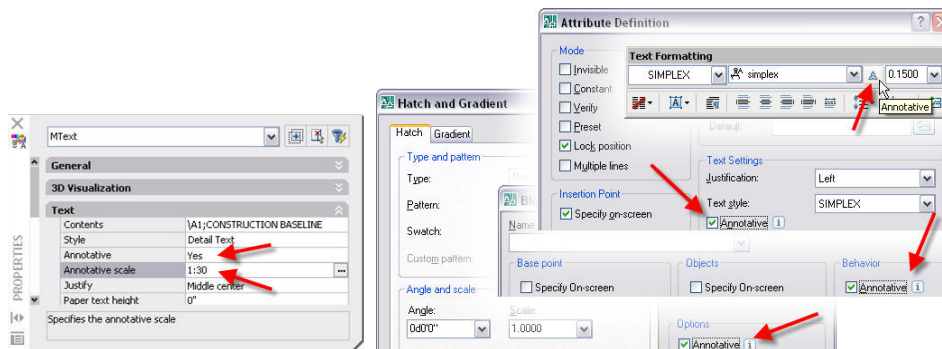 MText
General
3D Visualization
Text
Contents \A1;CONSTRUCTION BASELINE
Style Detail Text
Annotative Yes
Annotative scale 1:30
Justify Middle center
Paper text height 0"
Specifies the annotative scale
PROPERTIES
Hatch and Gradient
Hatch Gradient
Type and pattern
Type:
Pattern:
Swatch:
Custom pattern:
Angle and scale
Angle: Scale:
0d0'0" 1.0000
Attribute Definition
Mode
Invisible
Constant
Verify
Preset
Lock position
Multiple lines
Insertion Point
Specify on-screen
Text Formatting
SIMPLEX simplex 0.1500
Annotative
Default:
Text Settings
Justification: Left
Text style: SIMPLEX
Annotative
Name:
Base point Objects Behavior
Specify On-screen Specify On-screen Annotative
Options
Annotative